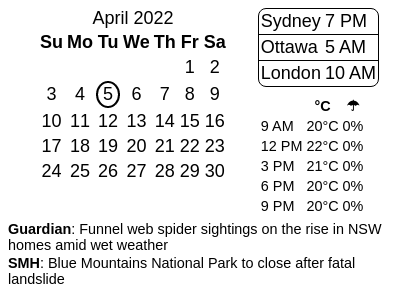 April 2022
Su Mo Tu We Th Fr Sa
1 2
3 4 5 6 7 8 9
10 11 12 13 14 15 16
17 18 19 20 21 22 23
24 25 26 27 28 29 30
Sydney 7 PM
Ottawa 5 AM
London 10 AM
°C ☂
9 AM 20°C 0%
12 PM 22°C 0%
3 PM 21°C 0%
6 PM 20°C 0%
9 PM 20°C 0%
Guardian: Funnel web spider sightings on the rise in NSW
homes amid wet weather
SMH: Blue Mountains National Park to close after fatal
landslide